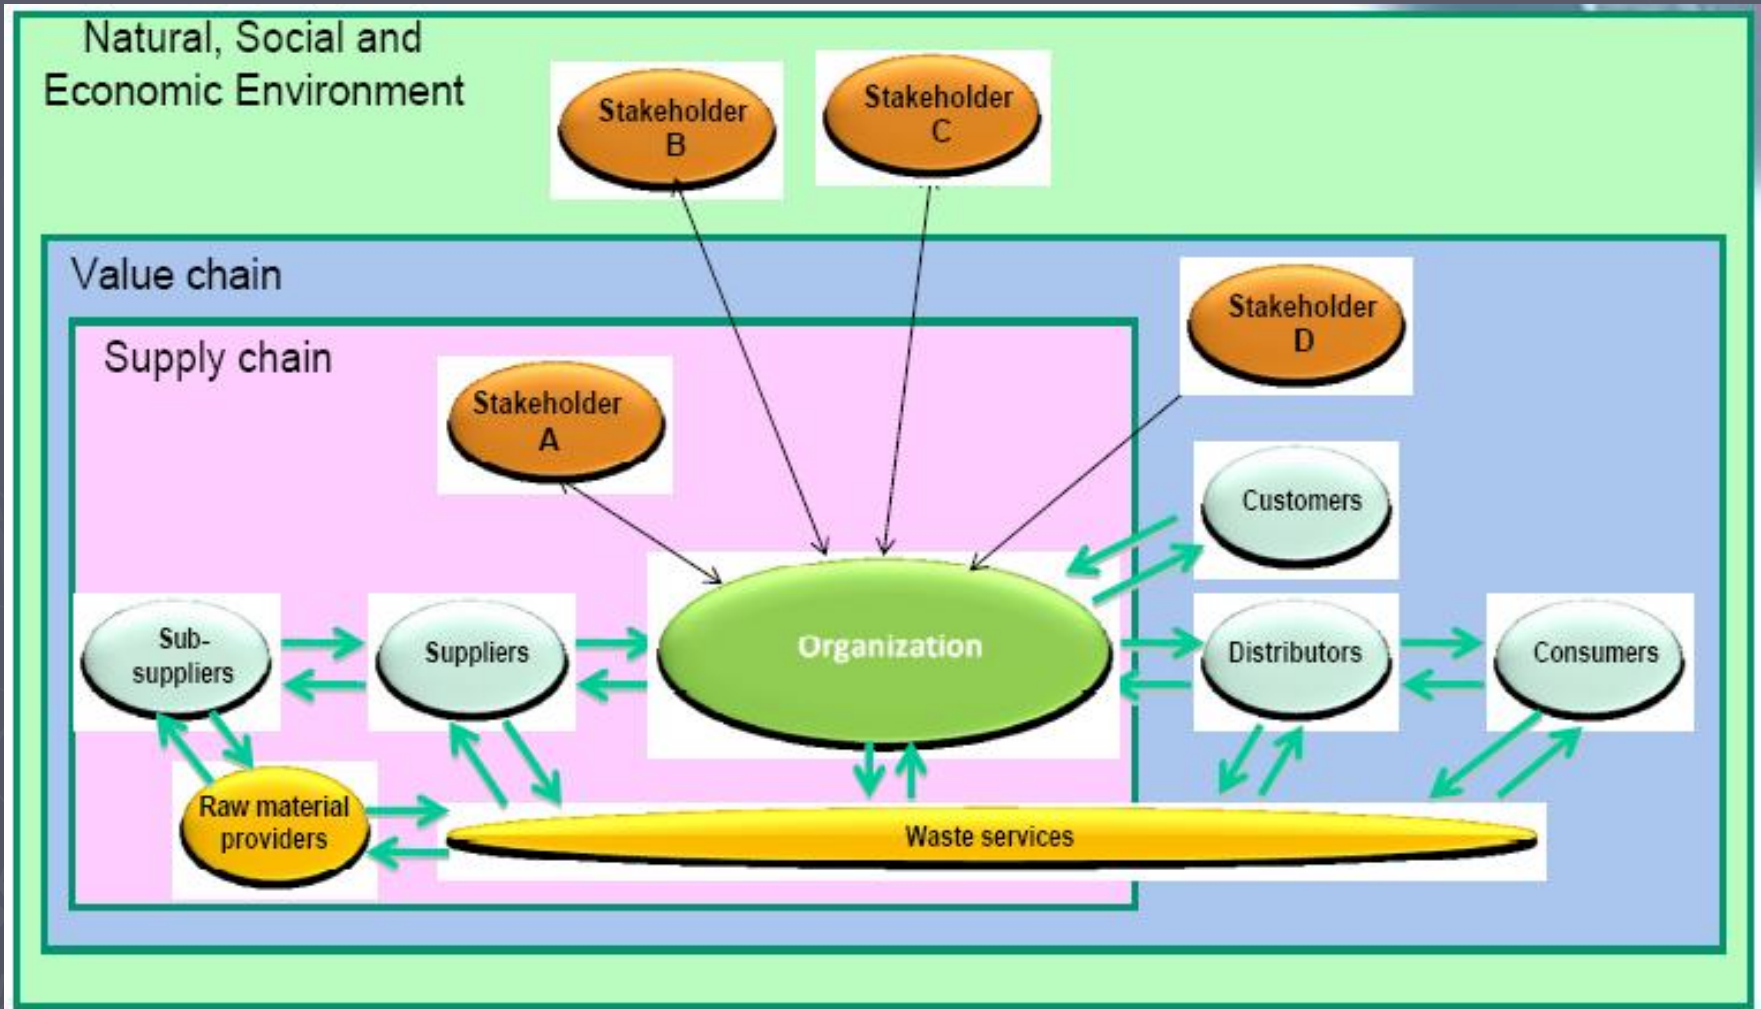 Natural, Social and
Economic Environment
Stakeholder
B
Stakeholder
C
Value chain
Stakeholder
D
Supply chain
Stakeholder
A
Customers
Sub-
suppliers
Suppliers
Organization
Distributors
Consumers
Raw material
providers
Waste services